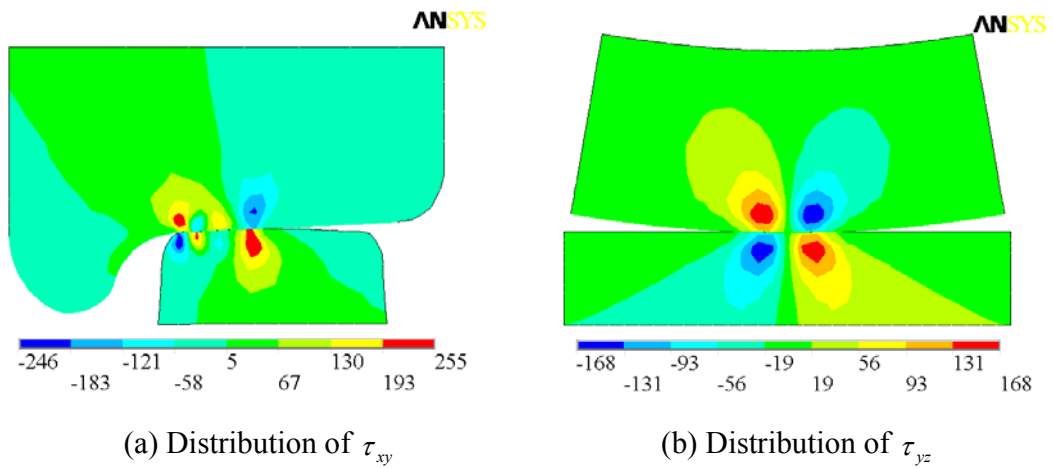 ANSYS
ANSYS
-246 -121 5 130 255
-183 -58 67 193
-168 -93 -19 56 131
-131 -56 19 93 168
(a) Distribution of τxy
(b) Distribution of τyz